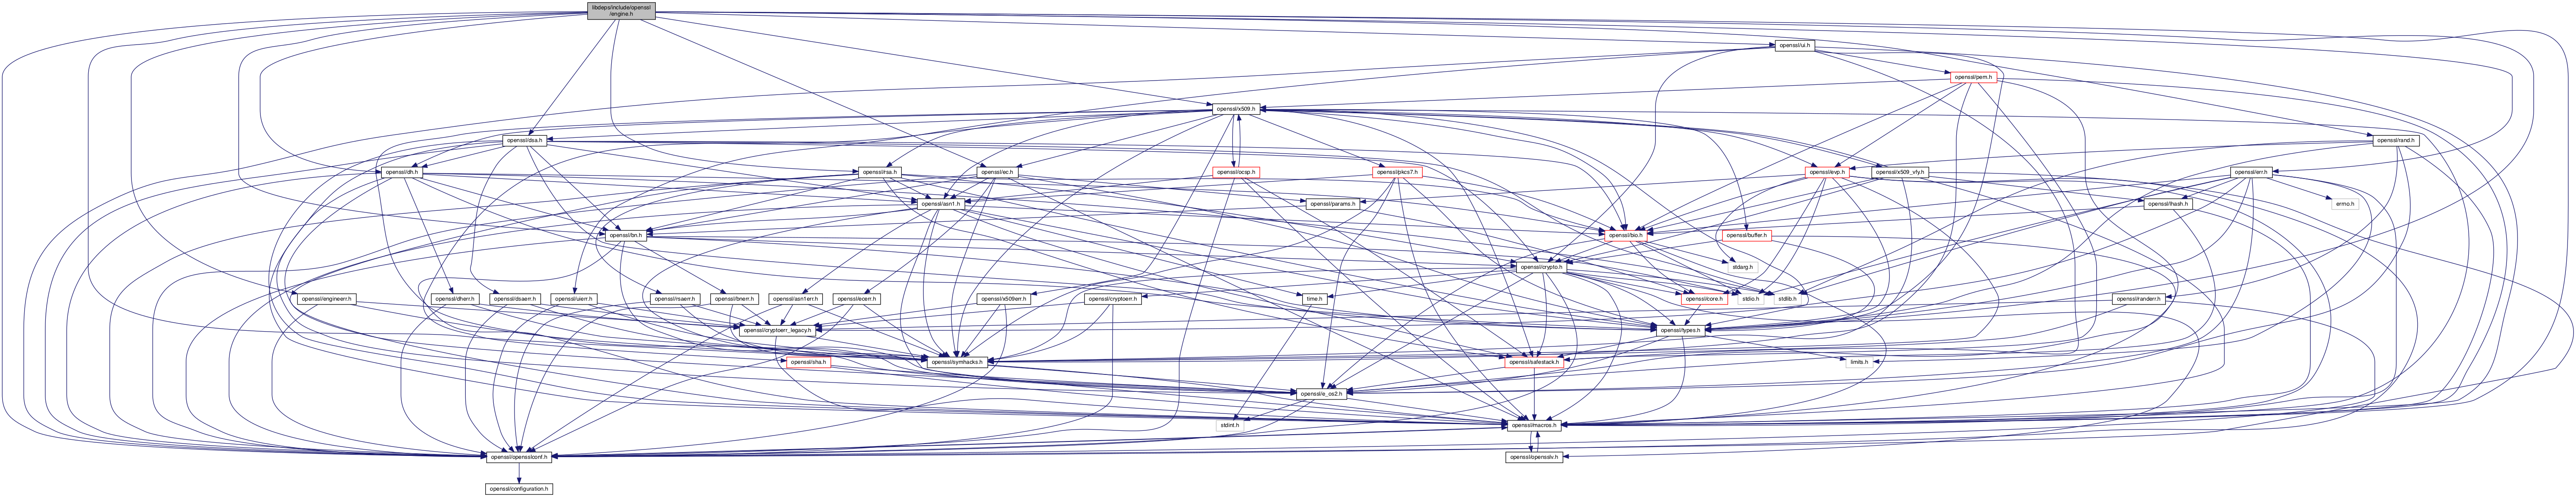 libdeps/include/openssl
/engine.h
openssl/ui.h
openssl/pem.h
openssl/x509.h
openssl/dsa.h
openssl/rand.h
openssl/dh.h
openssl/rsa.h
openssl/ec.h
openssl/ocsp.h
openssl/pkcs7.h
openssl/evp.h
openssl/x509_vfy.h
openssl/err.h
openssl/asn1.h
openssl/params.h
openssl/lhash.h
errno.h
openssl/bn.h
openssl/bio.h
openssl/buffer.h
openssl/crypto.h
stdarg.h
openssl/engineerr.h
openssl/dherr.h
openssl/dsaerr.h
openssl/uierr.h
openssl/rsaerr.h
openssl/bnerr.h
openssl/asn1err.h
openssl/ecerr.h
openssl/x509err.h
openssl/cryptoerr.h
time.h
openssl/core.h
stdio.h
stdlib.h
openssl/randerr.h
openssl/cryptoerr_legacy.h
openssl/types.h
openssl/symhacks.h
openssl/sha.h
openssl/safestack.h
limits.h
openssl/e_os2.h
stdint.h
openssl/macros.h
openssl/opensslconf.h
openssl/opensslv.h
openssl/configuration.h